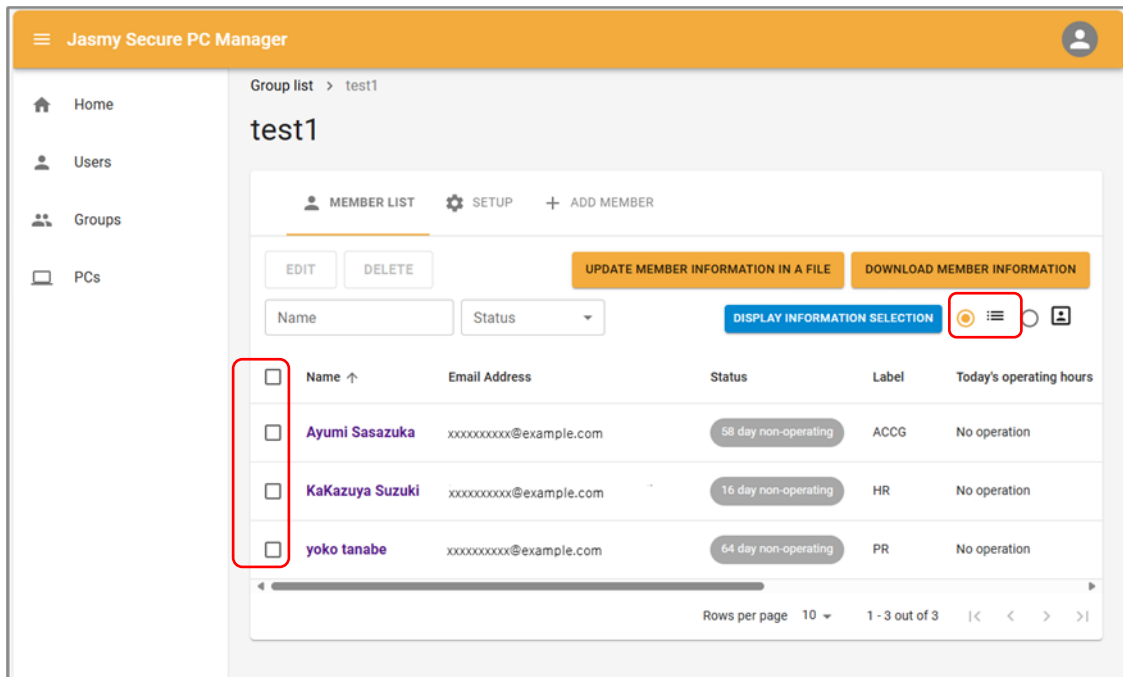 Jasmy Secure PC Manager
Home
Users
Groups
PCs
Group list > test1
test1
MEMBER LIST SETUP + ADD MEMBER
EDIT DELETE UPDATE MEMBER INFORMATION IN A FILE DOWNLOAD MEMBER INFORMATION
Name Status DISPLAY INFORMATION SELECTION
Name ↑ Email Address Status Label Today's operating hours
Ayumi Sasazuka xxxxxxxxxx@example.com 58 day non-operating ACCG No operation
KaKazuya Suzuki xxxxxxxxxx@example.com 16 day non-operating HR No operation
yoko tanabe xxxxxxxxxx@example.com 64 day non-operating PR No operation
Rows per page 10 1 - 3 out of 3